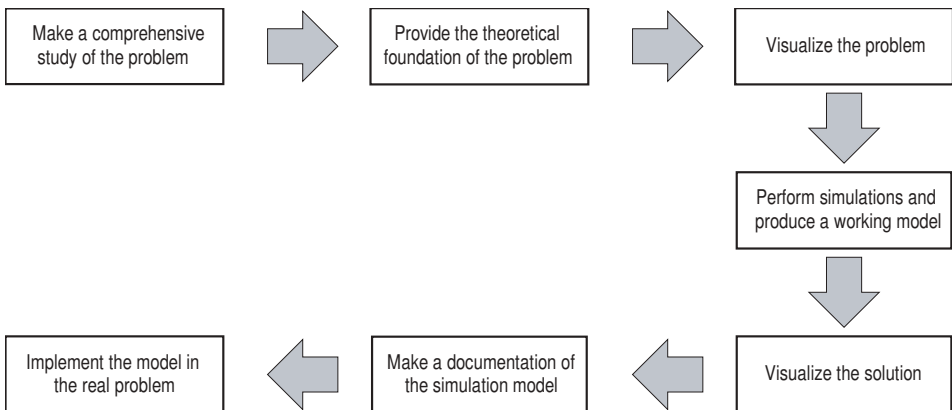 Make a comprehensive
study of the problem
Provide the theoretical
foundation of the problem
Visualize the problem
Perform simulations and
produce a working model
Visualize the solution
Make a documentation of
the simulation model
Implement the model in
the real problem